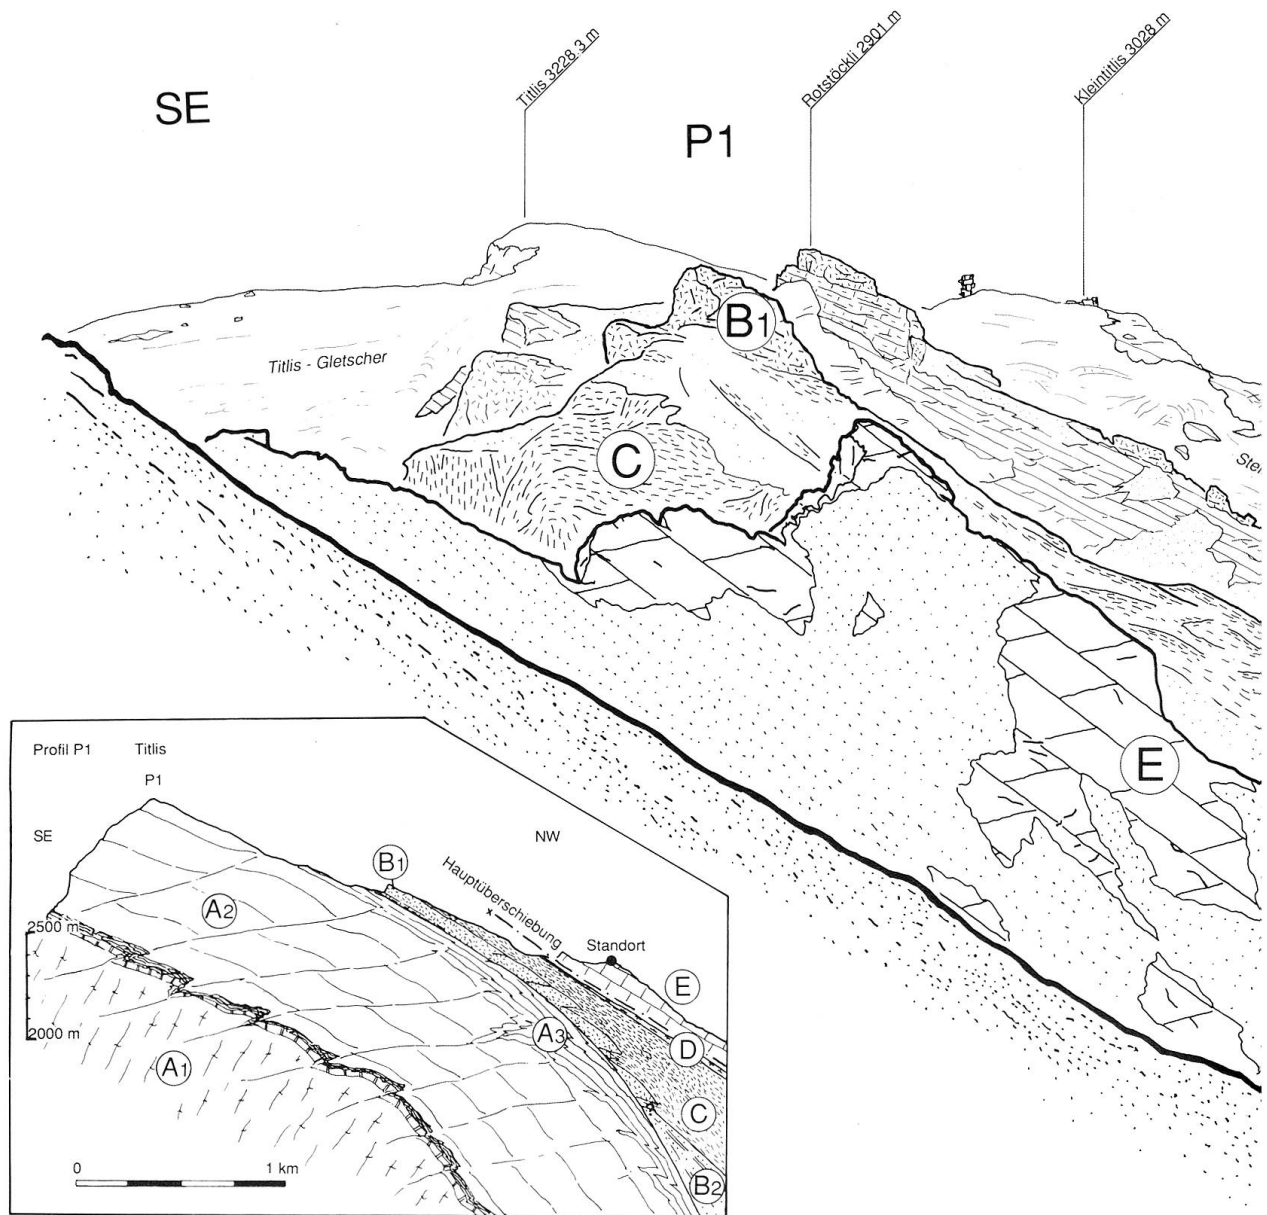 Titlis 3228.3 m
Rotstöckli 2901 m
Kleintitlis 3028 m
SE
P1
B1
Titlis - Gletscher
C
E
Profil P1
Titlis
P1
SE
NW
B1
Hauptüberschiebung
A2
Standort
2500 m
E
2000 m
A3
D
A1
C
0
1 km
B2